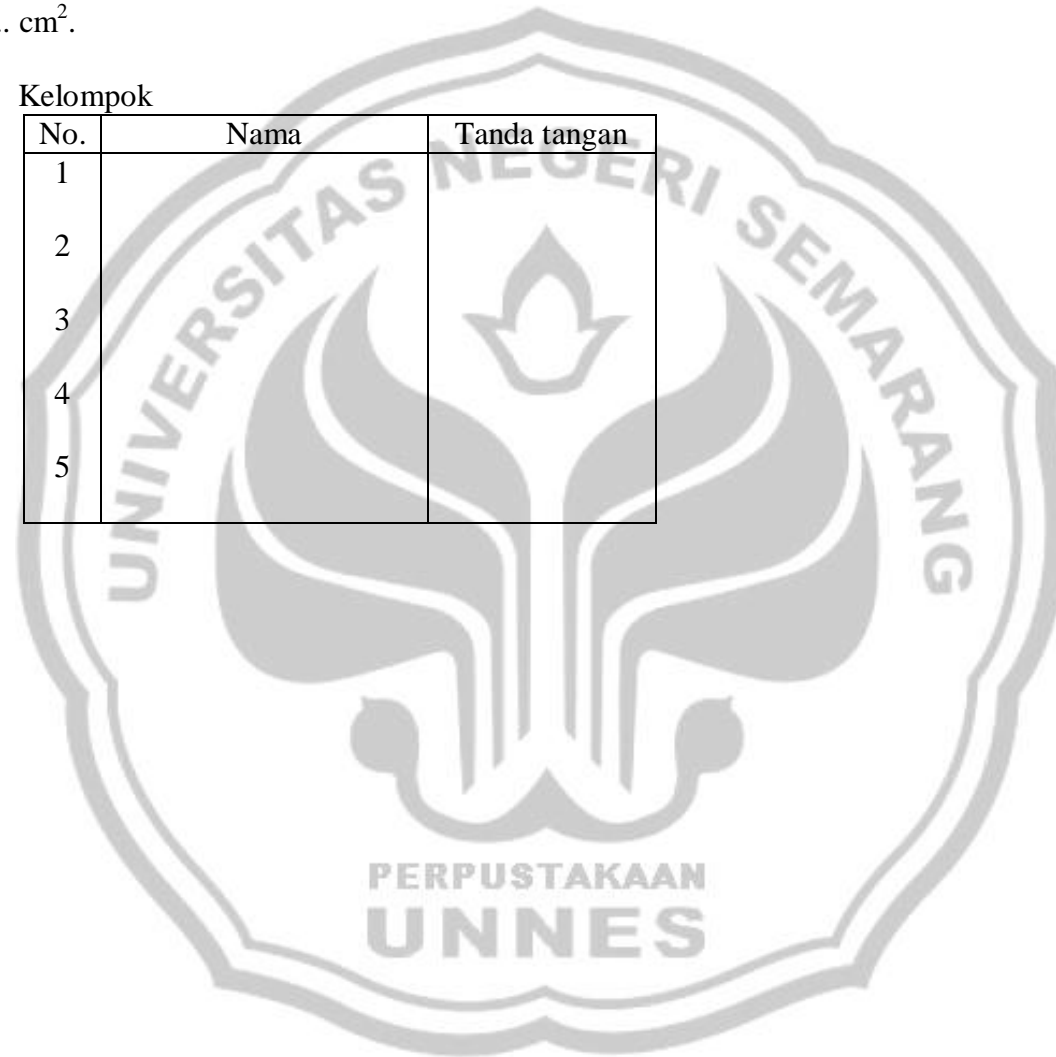 . cm².
Kelompok
No. Nama Tanda tangan
1
2
3
4
5
UNIVERSITAS NEGERI SEMARANG
PERPUSTAKAAN
UNNES